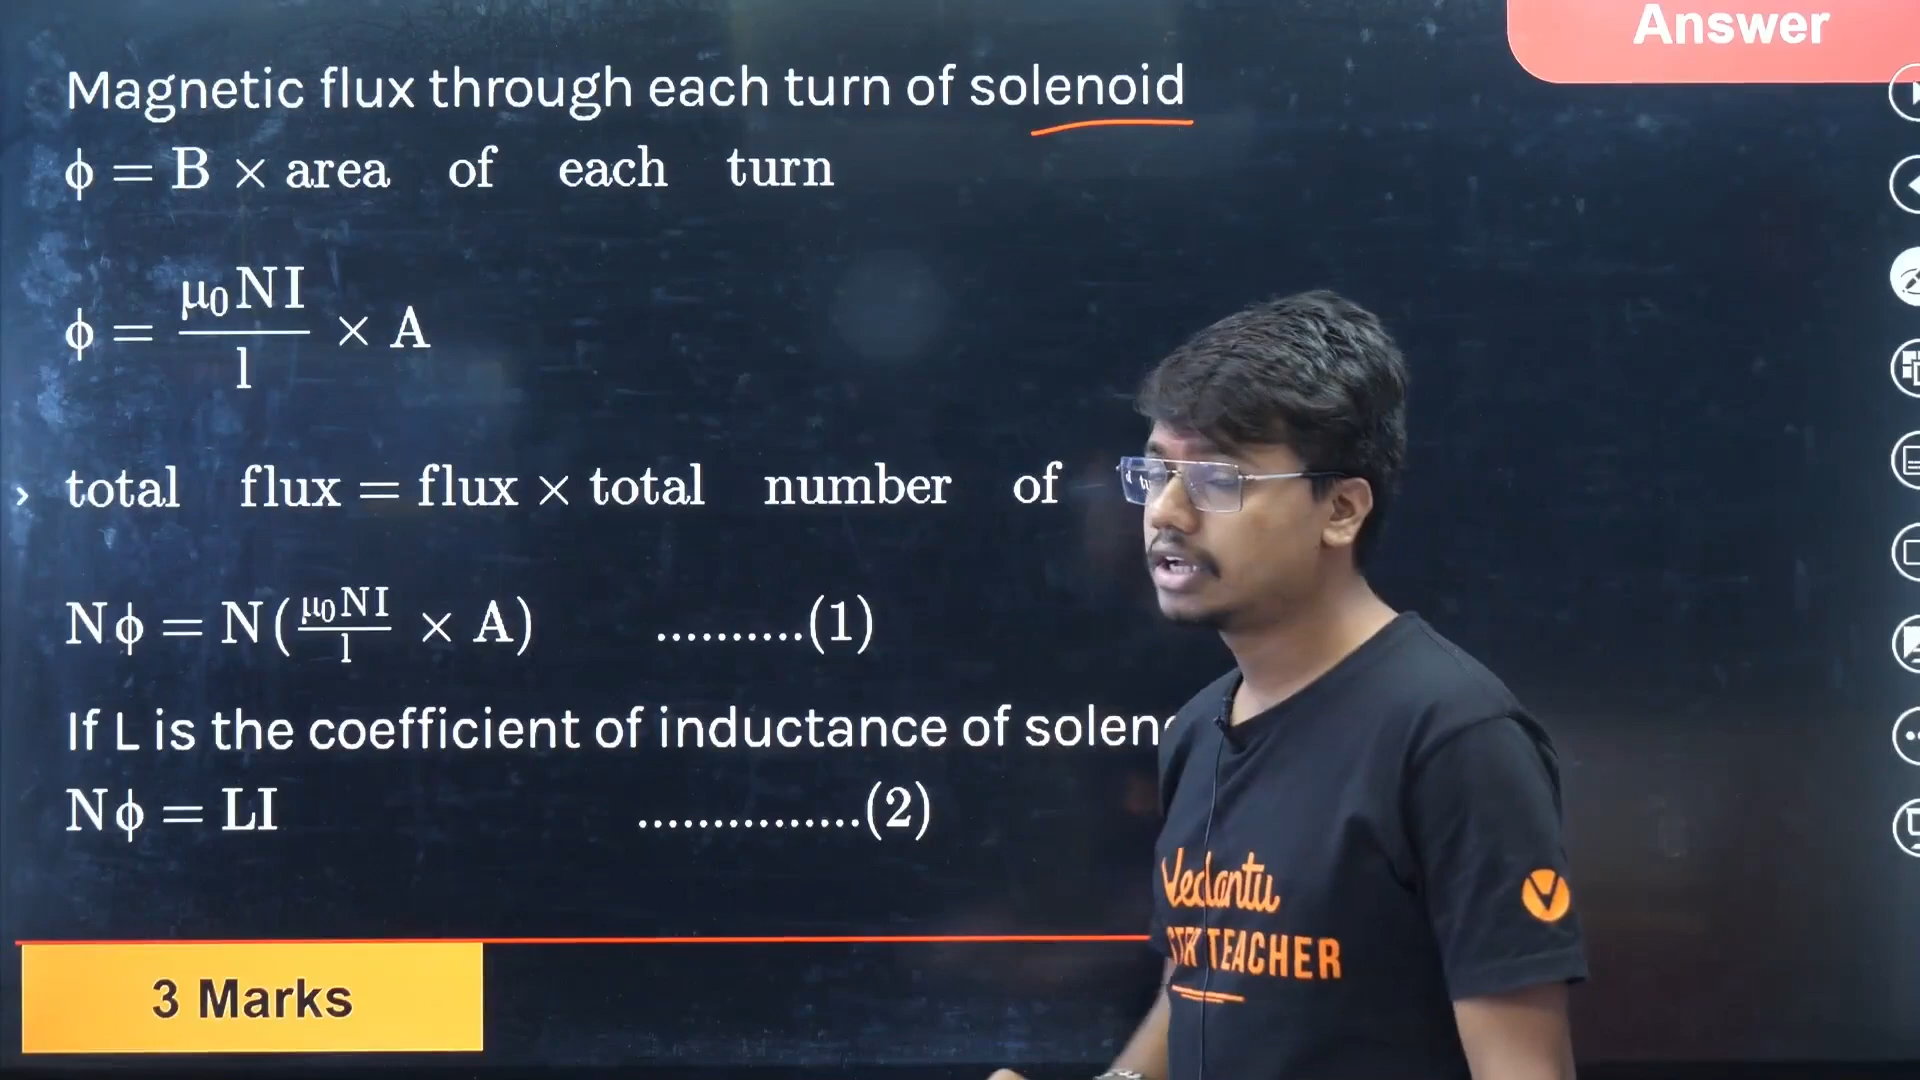 Answer
Magnetic flux through each turn of solenoid
ϕ = B × area of each turn
ϕ = μ₀NI/l × A
total flux = flux × total number of
Nϕ = N(μ₀NI/l × A) ..........(1)
If L is the coefficient of inductance of
Nϕ = LI ...............(2)
3 Marks
Vedantu
TEACHER